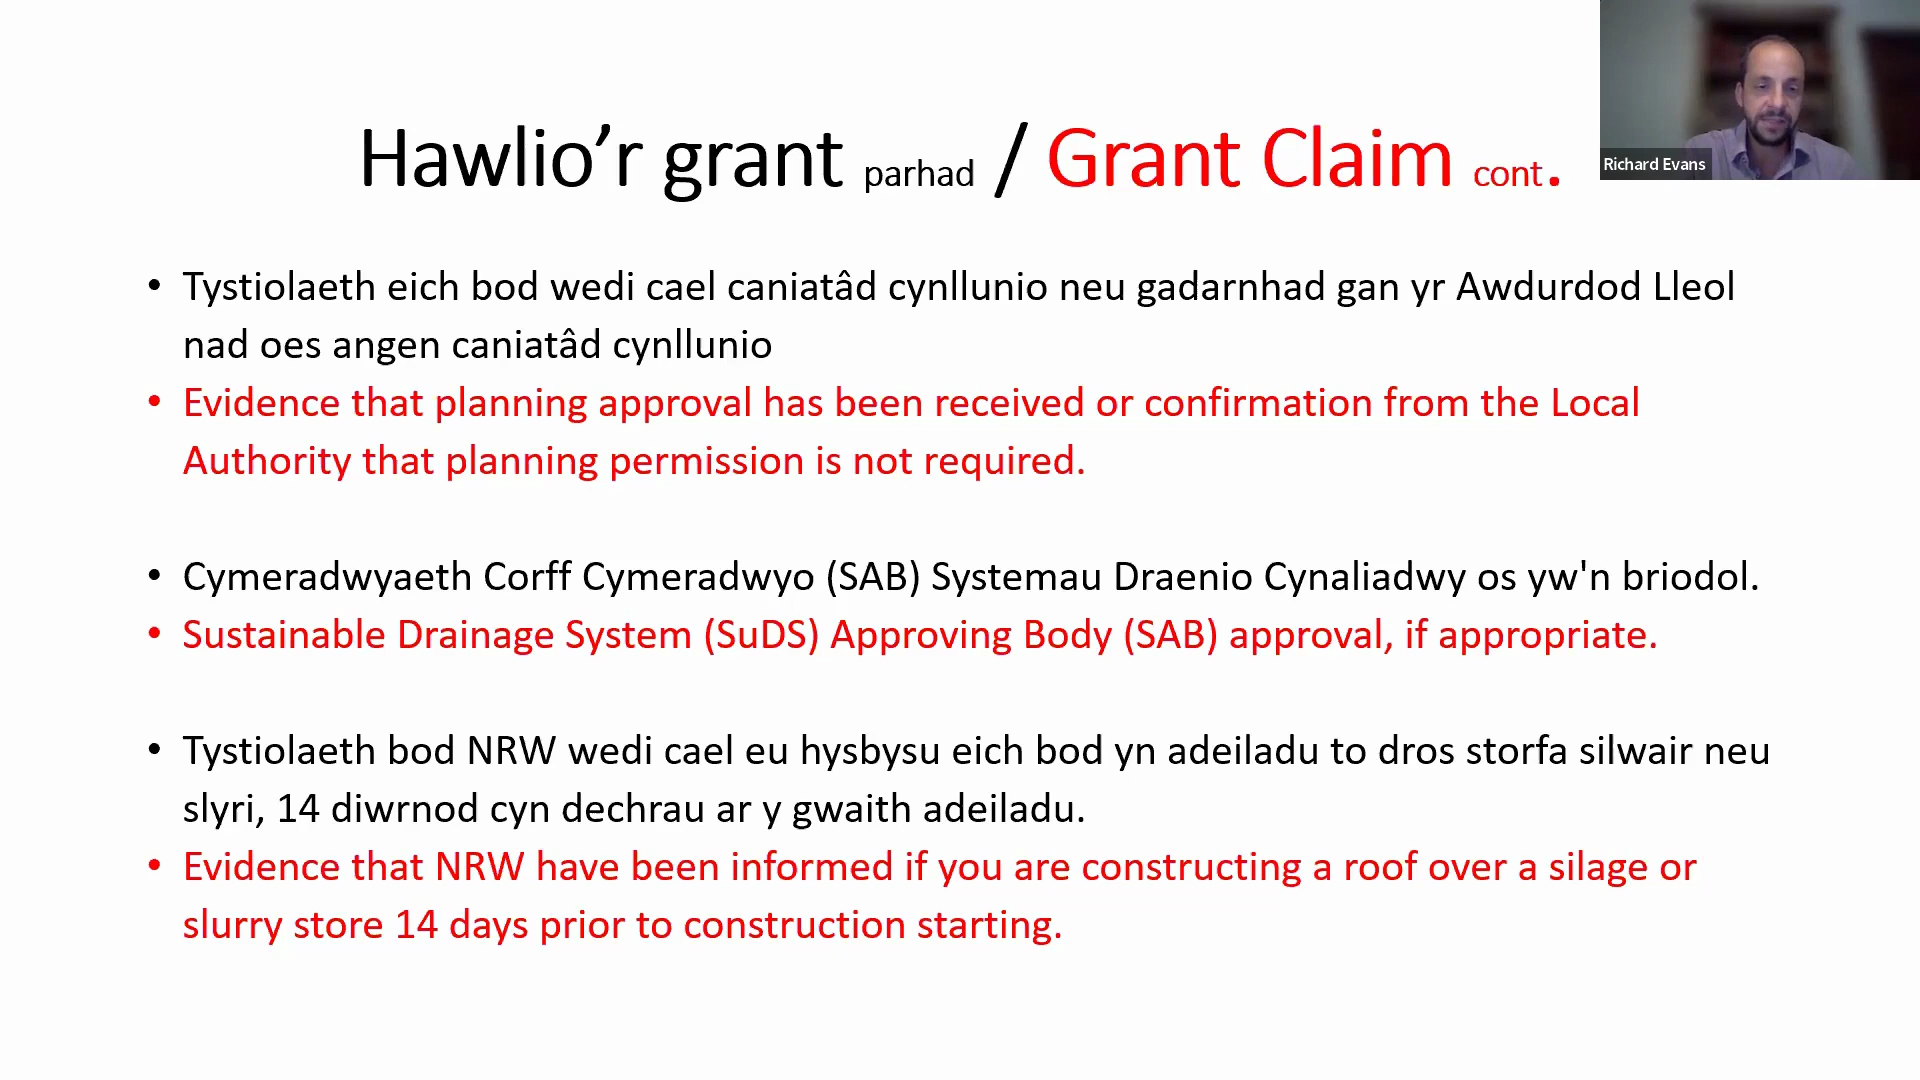 Hawlio’r grant parhad / Grant Claim cont.
Richard Evans
• Tystiolaeth eich bod wedi cael caniatâd cynllunio neu gadarnhad gan yr Awdurdod Lleol
nad oes angen caniatâd cynllunio
• Evidence that planning approval has been received or confirmation from the Local
Authority that planning permission is not required.
• Cymeradwyaeth Corff Cymeradwyo (SAB) Systemau Draenio Cynaliadwy os yw'n briodol.
• Sustainable Drainage System (SuDS) Approving Body (SAB) approval, if appropriate.
• Tystiolaeth bod NRW wedi cael eu hysbysu eich bod yn adeiladu to dros storfa silwair neu
slyri, 14 diwrnod cyn dechrau ar y gwaith adeiladu.
• Evidence that NRW have been informed if you are constructing a roof over a silage or
slurry store 14 days prior to construction starting.